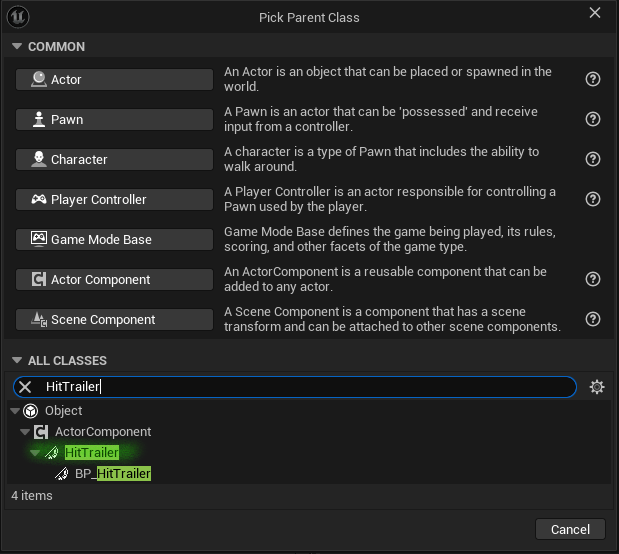 Pick Parent Class
COMMON
Actor
An Actor is an object that can be placed or spawned in the
world.
Pawn
A Pawn is an actor that can be 'possessed' and receive
input from a controller.
Character
A character is a type of Pawn that includes the ability to
walk around.
Player Controller
A Player Controller is an actor responsible for controlling a
Pawn used by the player.
Game Mode Base
Game Mode Base defines the game being played, its rules,
scoring, and other facets of the game type.
Actor Component
An ActorComponent is a reusable component that can be
added to any actor.
Scene Component
A Scene Component is a component that has a scene
transform and can be attached to other scene components.
ALL CLASSES
HitTrailer
Object
ActorComponent
HitTrailer
BP_HitTrailer
4 items
Cancel